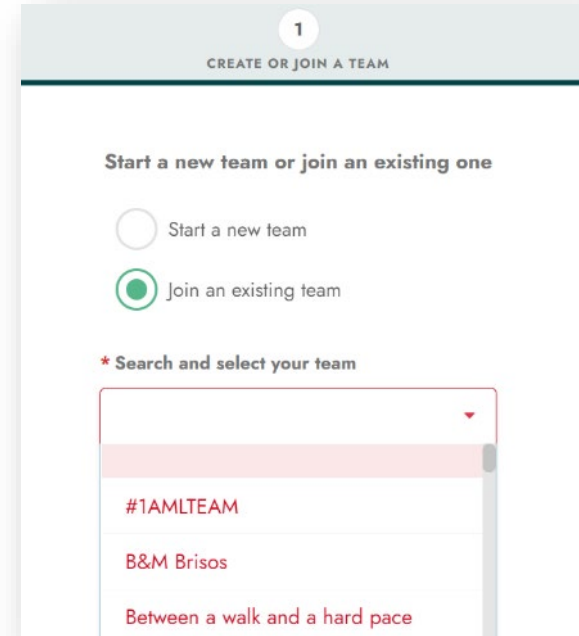 1
CREATE OR JOIN A TEAM
Start a new team or join an existing one
Start a new team
Join an existing team
* Search and select your team
#1AMLTEAM
B&M Brisos
Between a walk and a hard pace